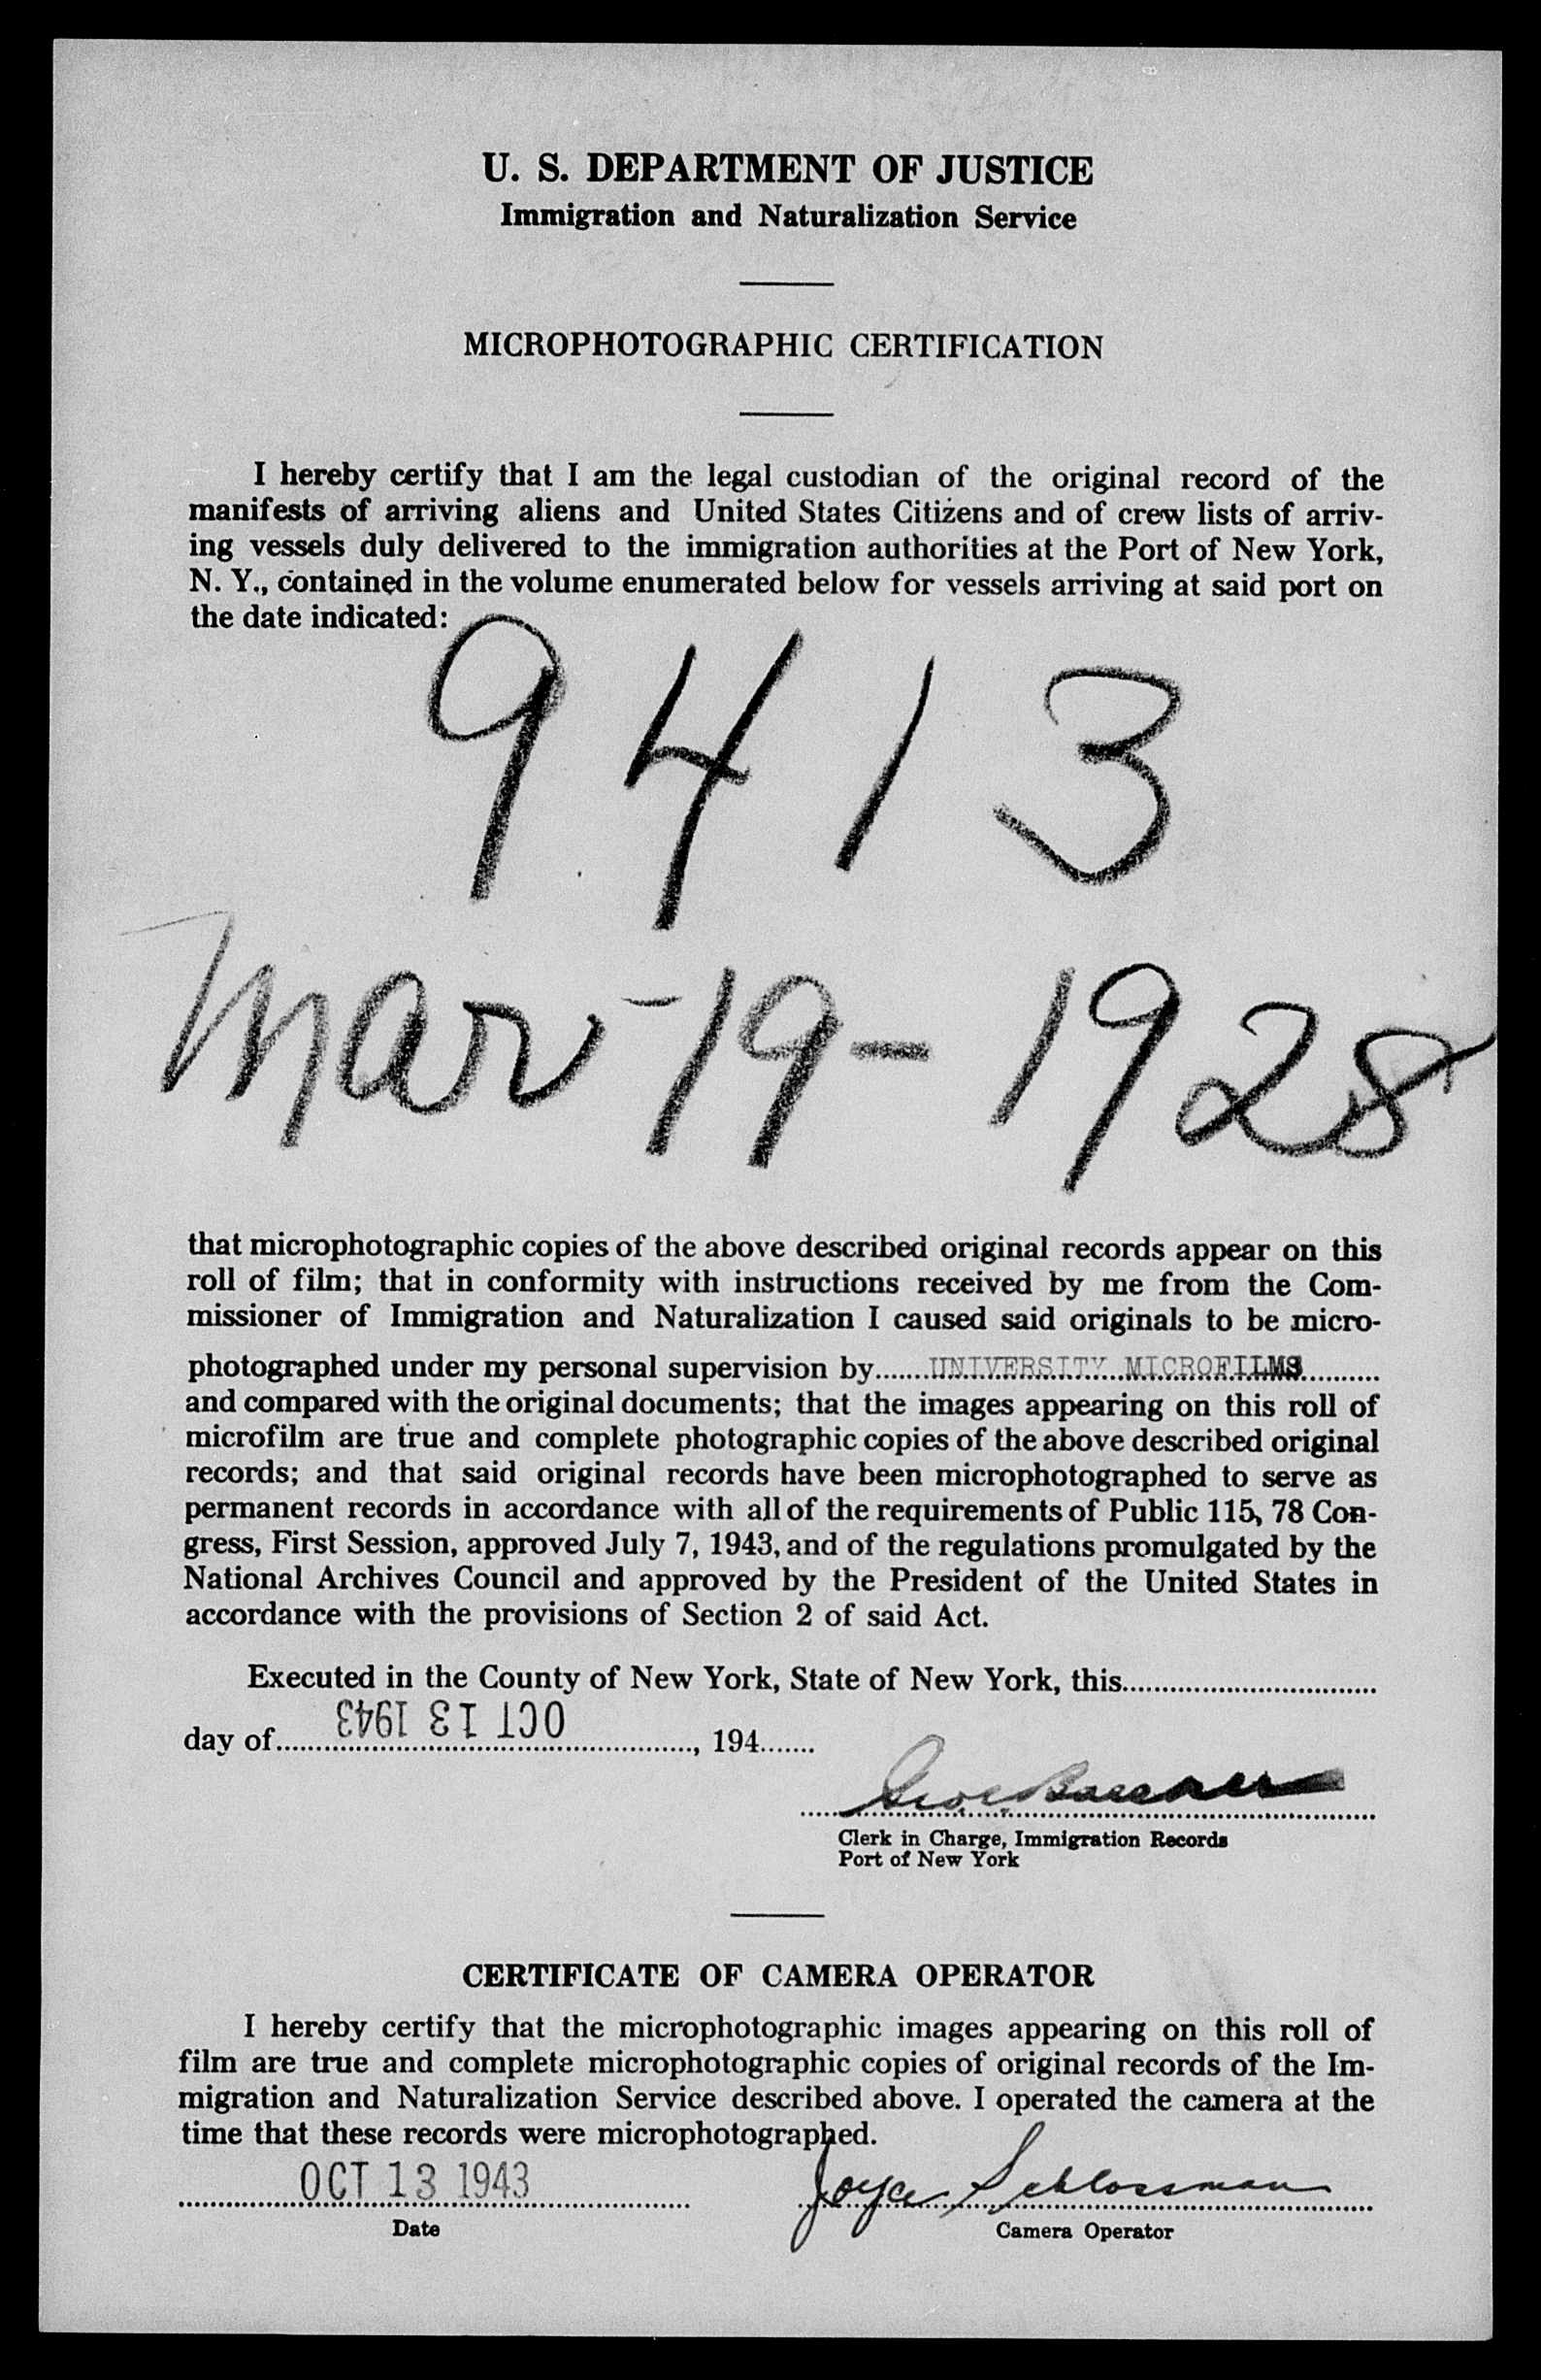 U. S. DEPARTMENT OF JUSTICE
Immigration and Naturalization Service
MICROPHOTOGRAPHIC CERTIFICATION
I hereby certify that I am the legal custodian of the original record of the
manifests of arriving aliens and United States Citizens and of crew lists of arriv-
ing vessels duly delivered to the immigration authorities at the Port of New York,
N. Y., contained in the volume enumerated below for vessels arriving at said port on
the date indicated:
9413
Mar-19-1928
that microphotographic copies of the above described original records appear on this
roll of film; that in conformity with instructions received by me from the Com-
missioner of Immigration and Naturalization I caused said originals to be micro-
photographed under my personal supervision by.......UNIVERSITY MICROFILMS..........
and compared with the original documents; that the images appearing on this roll of
microfilm are true and complete photographic copies of the above described original
records; and that said original records have been microphotographed to serve as
permanent records in accordance with all of the requirements of Public 115, 78 Con-
gress, First Session, approved July 7, 1943, and of the regulations promulgated by the
National Archives Council and approved by the President of the United States in
accordance with the provisions of Section 2 of said Act.
Executed in the County of New York, State of New York, this................................
day of.......OCT 13 1943..............., 194.......
Clerk in Charge, Immigration Records
Port of New York
CERTIFICATE OF CAMERA OPERATOR
I hereby certify that the microphotographic images appearing on this roll of
film are true and complete microphotographic copies of original records of the Im-
migration and Naturalization Service described above. I operated the camera at the
time that these records were microphotographed.
OCT 13 1943 Joyce Schlossman
Date Camera Operator